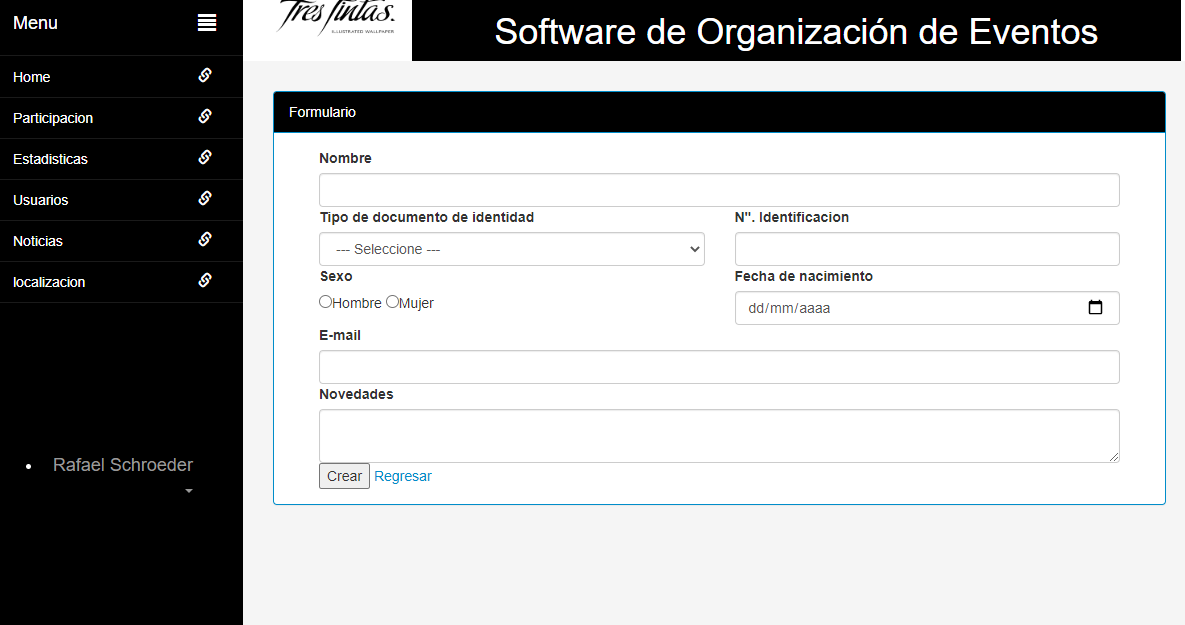 Menu
Tres Tintas.
ILLUSTRATED WALLPAPER
Software de Organización de Eventos
Home
Participacion
Estadisticas
Usuarios
Noticias
localizacion
Rafael Schroeder
Formulario
Nombre
Tipo de documento de identidad
N". Identificacion
--- Seleccione ---
Sexo
Fecha de nacimiento
Hombre Mujer
dd/mm/aaaa
E-mail
Novedades
Crear Regresar